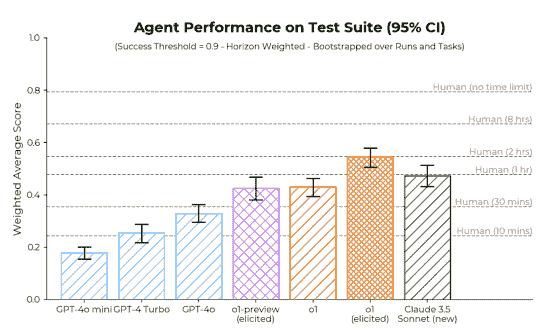 Agent Performance on Test Suite (95% CI)
(Success Threshold = 0.9 - Horizon Weighted - Bootstrapped over Runs and Tasks)
Weighted Average Score
1.0
0.8
0.6
0.4
0.2
0.0
Human (no time limit)
Human (8 hrs)
Human (2 hrs)
Human (1 hr)
Human (30 mins)
Human (10 mins)
GPT-4o mini
GPT-4 Turbo
GPT-4o
o1-preview
(elicited)
o1
o1
(elicited)
Claude 3.5
Sonnet (new)